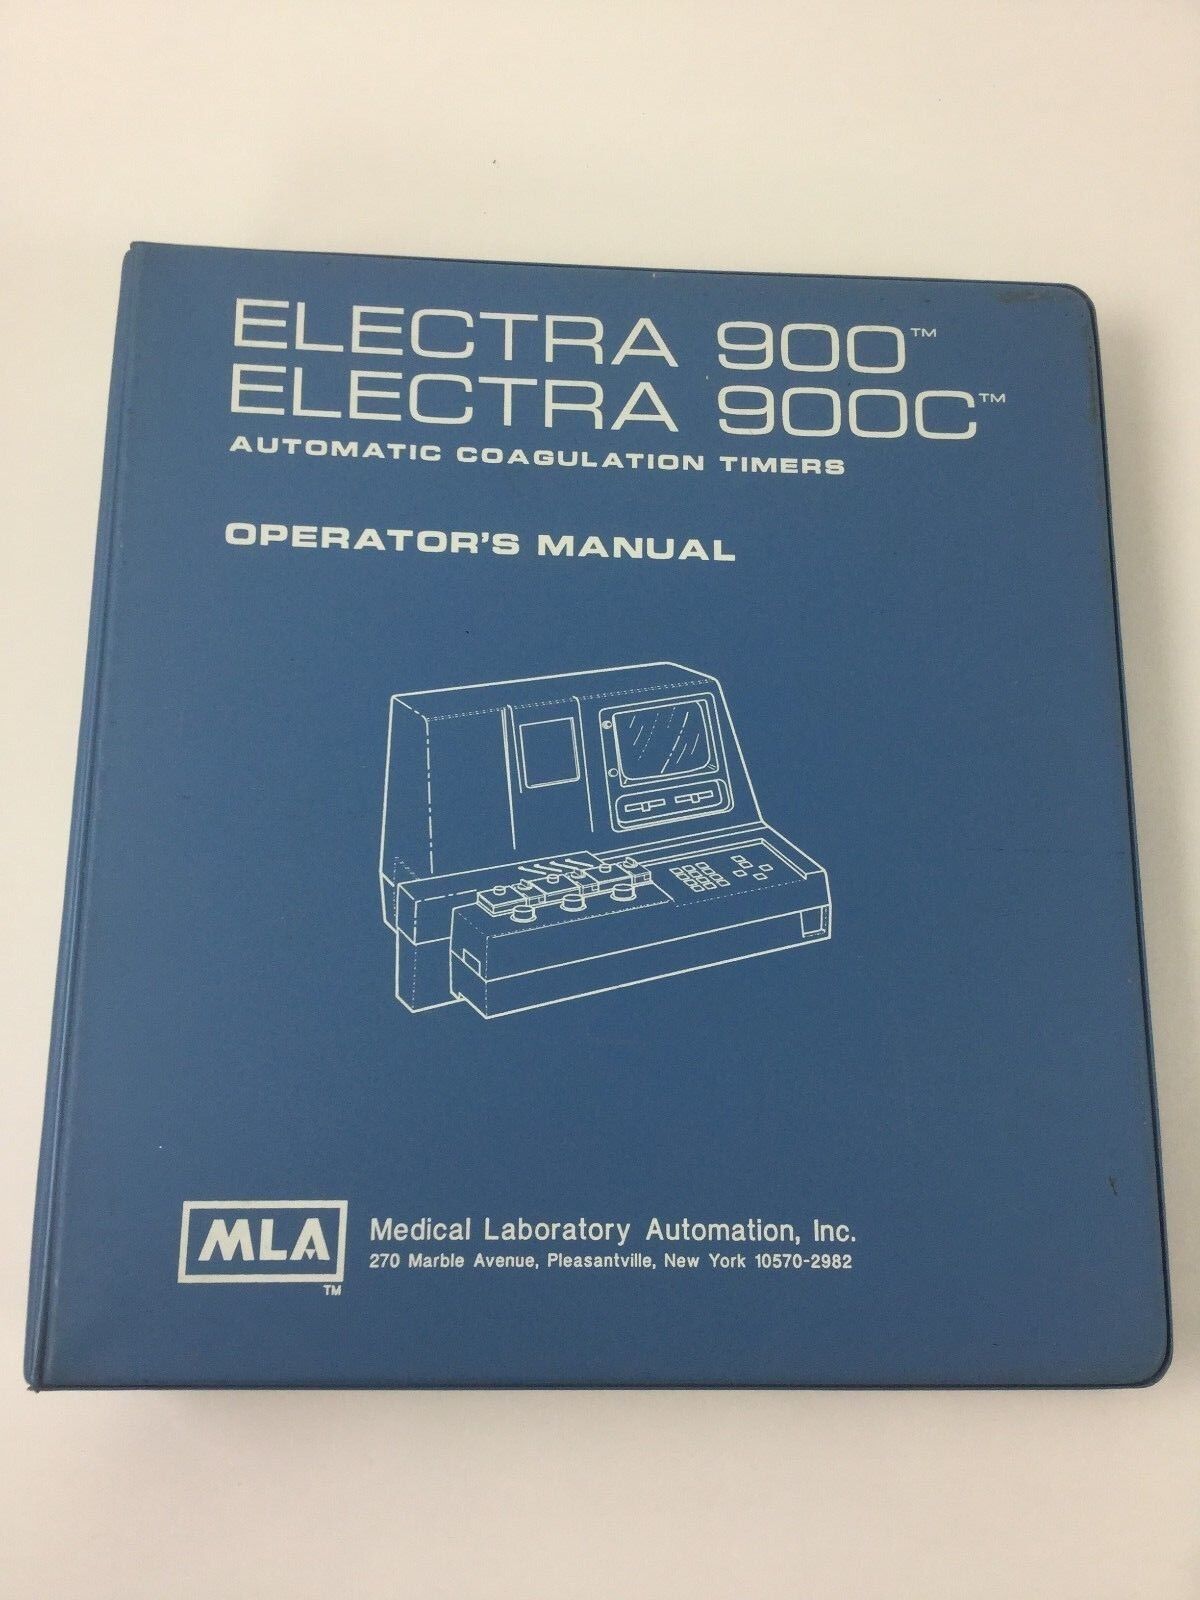 ELECTRA 900™
ELECTRA 900C™
AUTOMATIC COAGULATION TIMERS
OPERATOR'S MANUAL
MLA
TM
Medical Laboratory Automation, Inc.
270 Marble Avenue, Pleasantville, New York 10570-2982